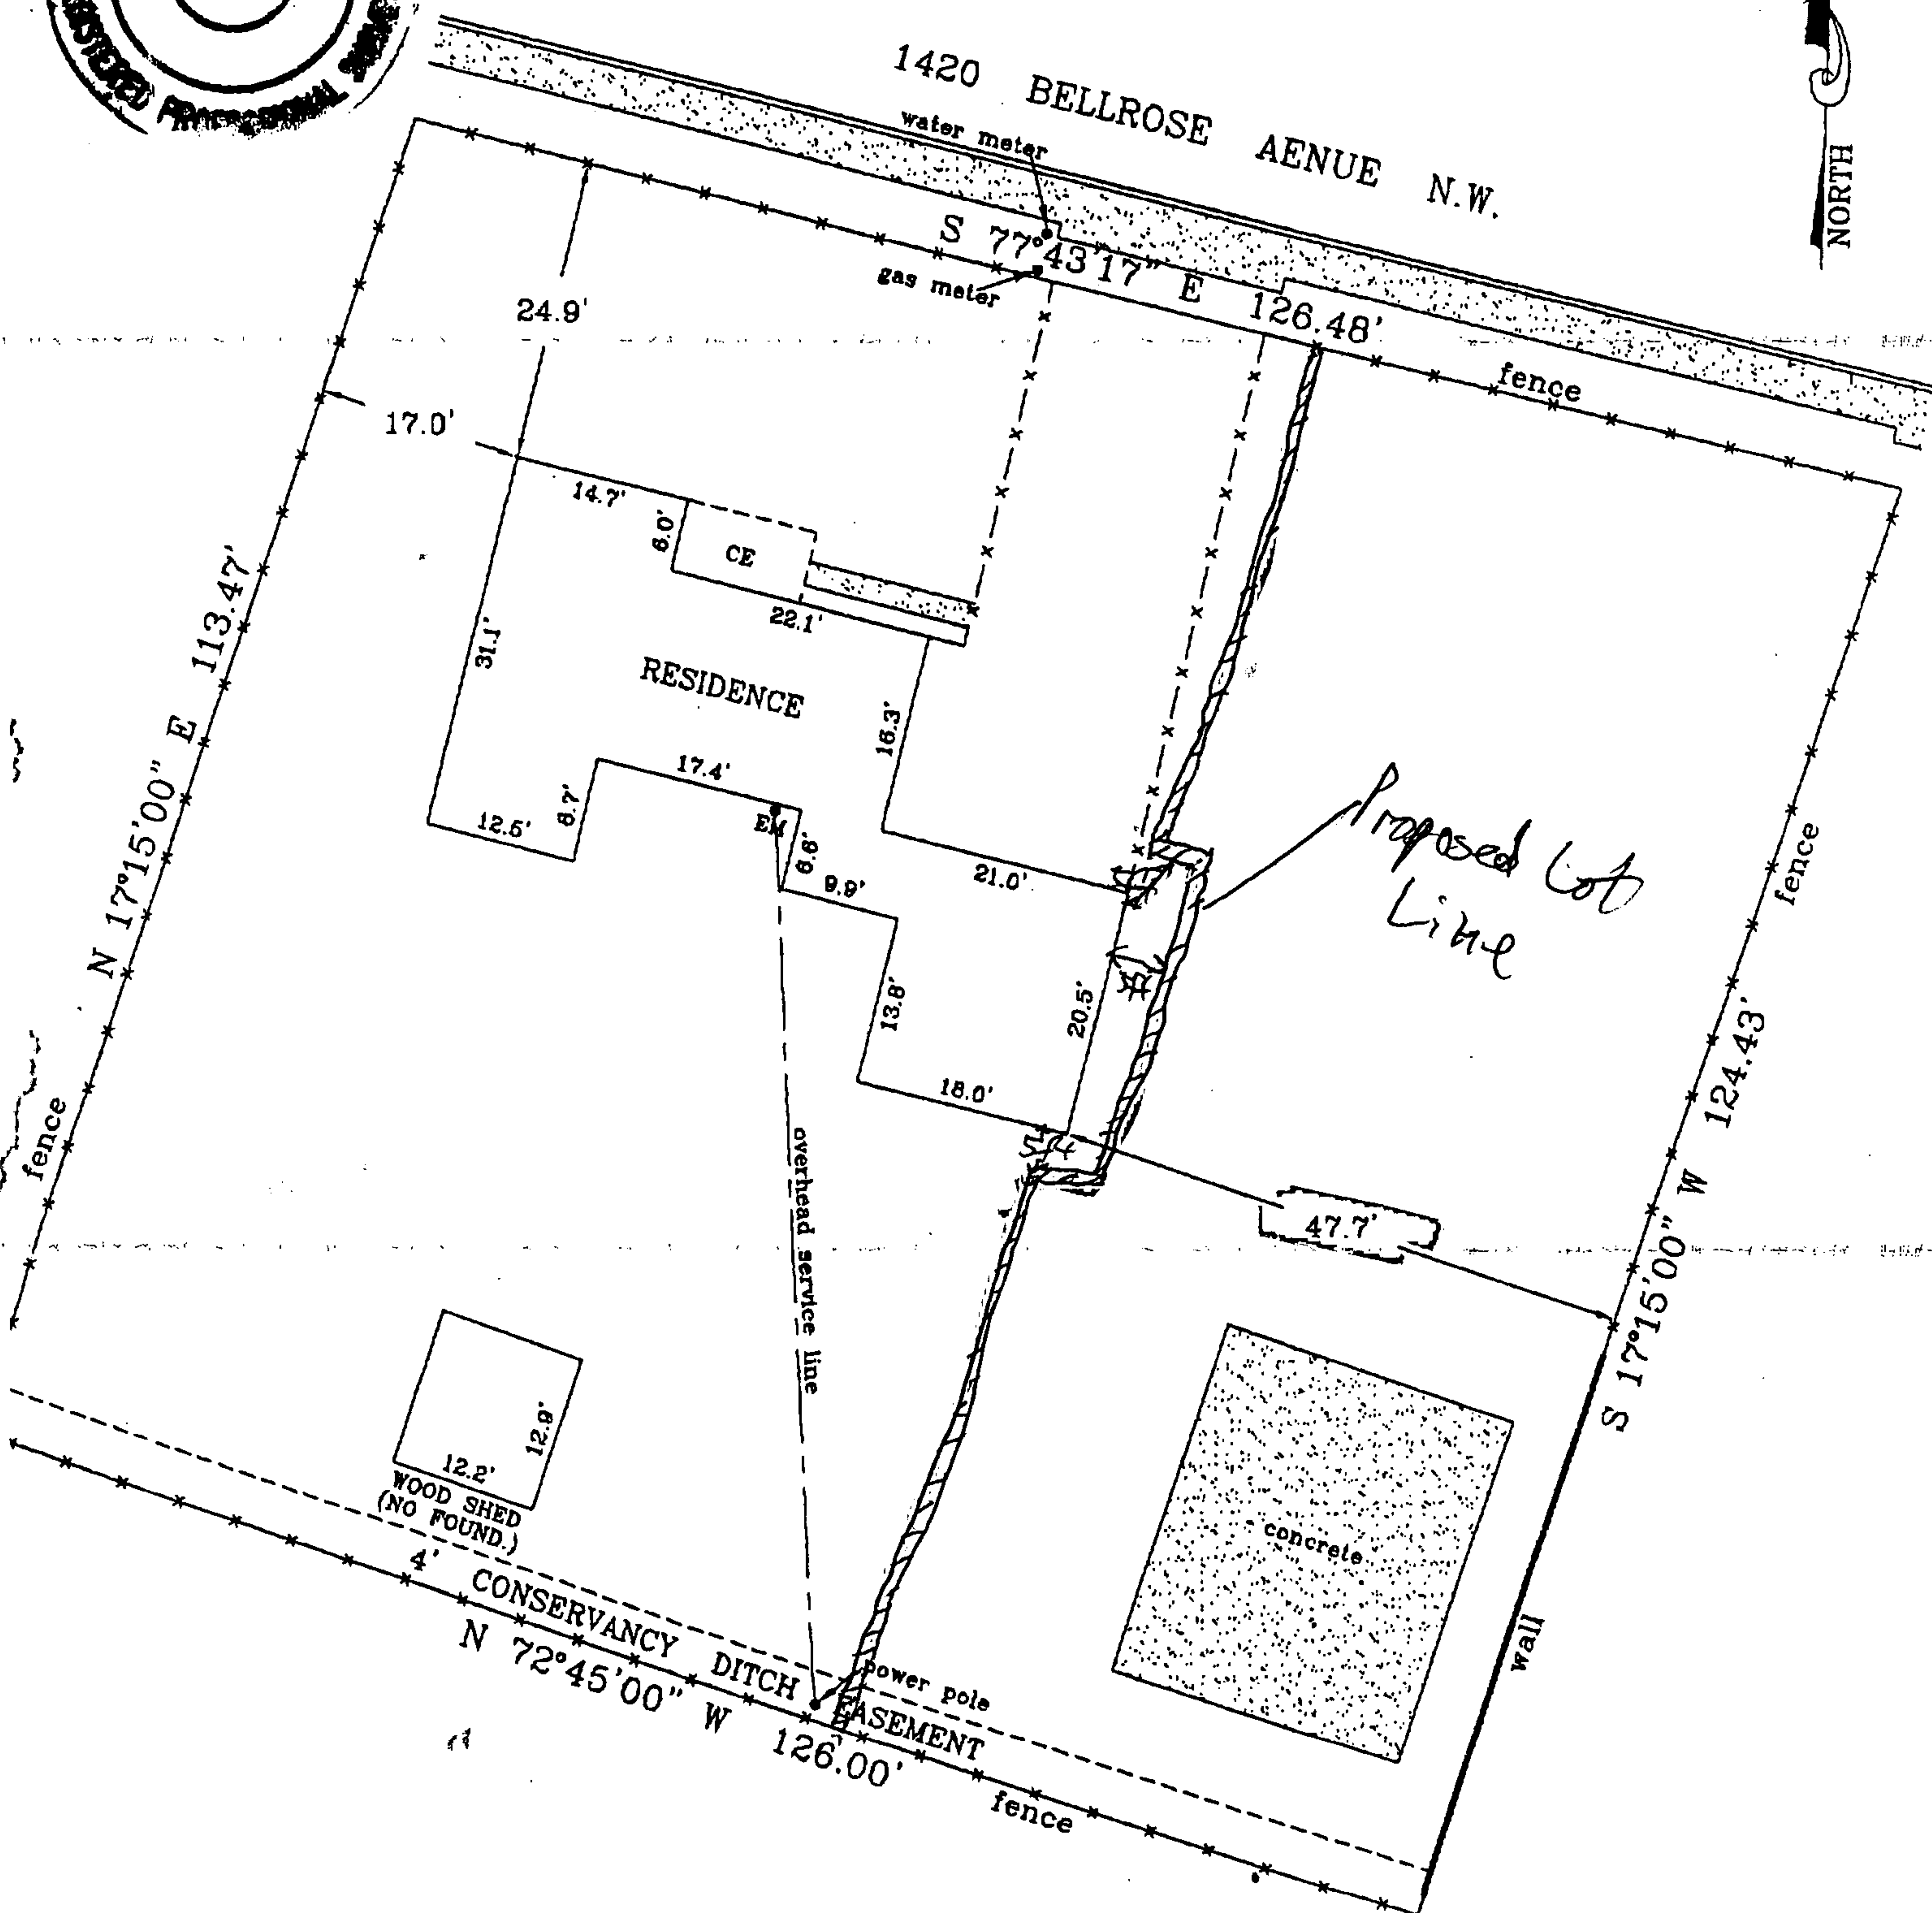 1420 BELLROSE AENUE N.W.
water meter
S 77°43'17" E 126.48'
gas meter
NORTH
fence
24.9'
17.0'
14.7'
6.0'
CE
22.1'
31.1'
RESIDENCE
16.3'
N 17°15'00" E 113.47'
17.4'
12.5'
6.7'
EM
6.6'
9.9'
21.0'
Proposed Lot
Line
fence
13.8'
20.5'
18.0'
S 17°15'00" W 124.43'
fence
overhead service line
47.7'
12.2'
WOOD SHED
(NO FOUND.)
concrete
wall
4' CONSERVANCY DITCH EASEMENT
power pole
N 72°45'00" W 126.00'
fence